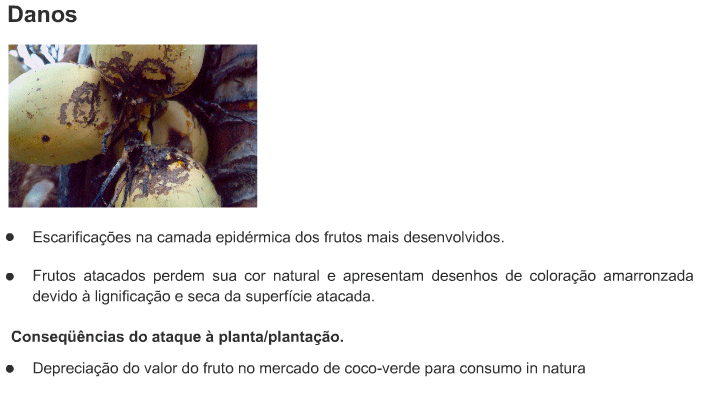 Danos
● Escarificações na camada epidérmica dos frutos mais desenvolvidos.
● Frutos atacados perdem sua cor natural e apresentam desenhos de coloração amarronzada
devido à lignificação e seca da superfície atacada.
Conseqüências do ataque à planta/plantação.
● Depreciação do valor do fruto no mercado de coco-verde para consumo in natura